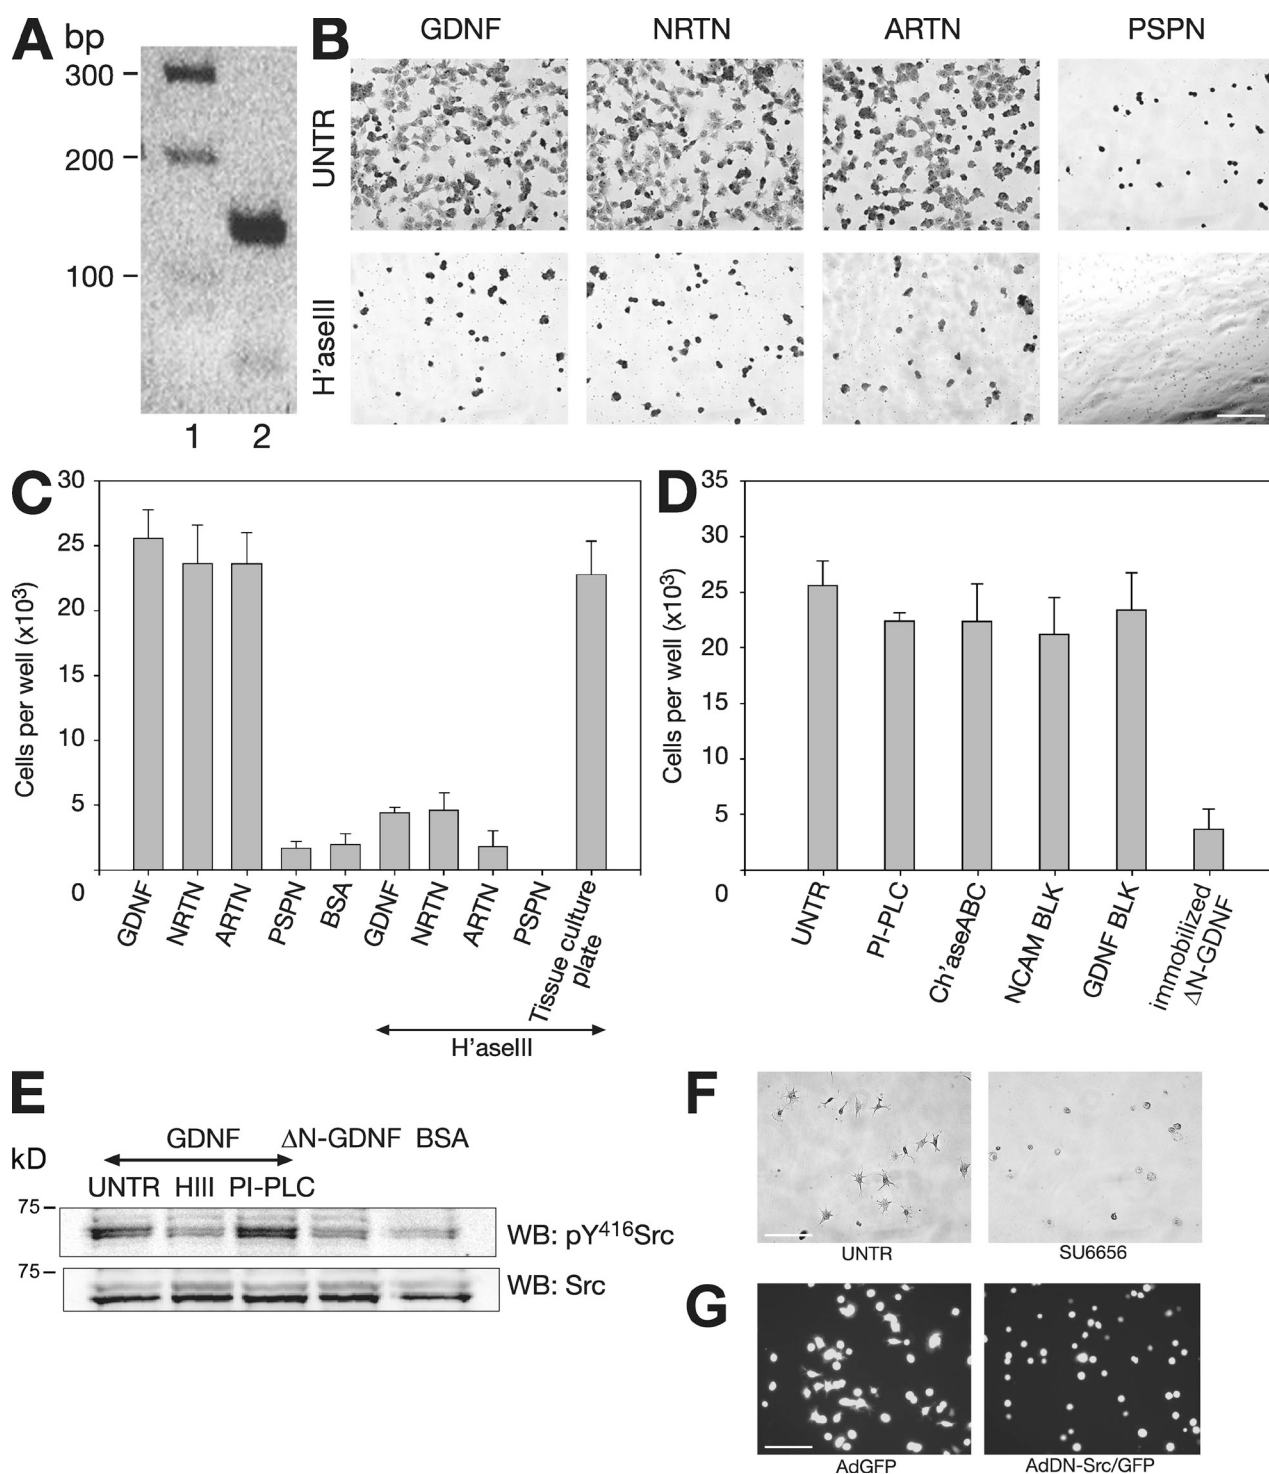 A
bp
300
200
100
1 2
B
GDNF NRTN ARTN PSPN
UNTR
H'aseIII
C
Cells per well (x10³)
30
25
20
15
10
5
0
GDNF
NRTN
ARTN
PSPN
BSA
GDNF
NRTN
ARTN
PSPN
Tissue culture
plate
H'aseIII
D
Cells per well (x10³)
35
30
25
20
15
10
5
0
UNTR
PI-PLC
Ch'aseABC
NCAM BLK
GDNF BLK
immobilized
ΔN-GDNF
E
GDNF ΔN-GDNF BSA
kD
UNTR HIII PI-PLC
75
WB: pY⁴¹⁶Src
75
WB: Src
F
UNTR SU6656
G
AdGFP AdDN-Src/GFP